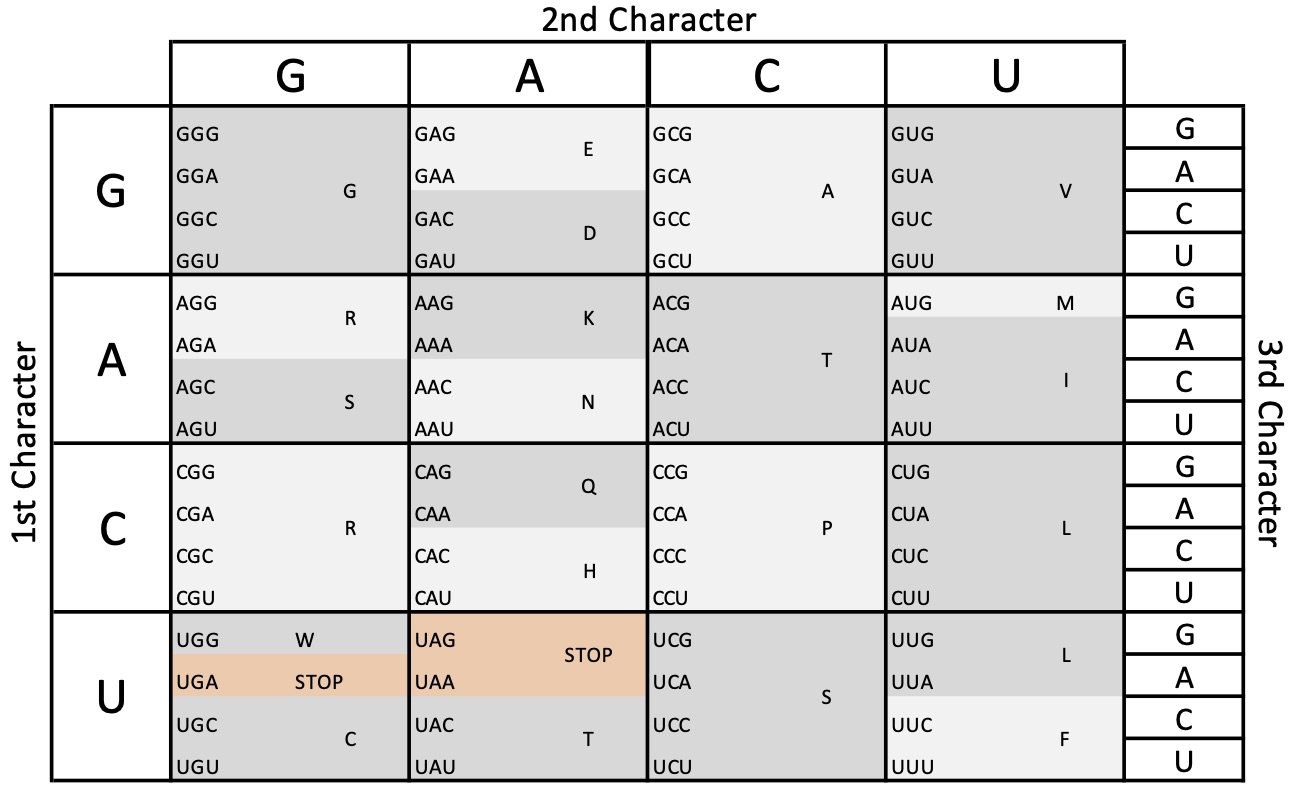 2nd Character
G A C U
1st Character
3rd Character
G
GGG GAG GCG GUG G
E
GGA GAA GCA GUA A
G A V
GGC GAC GCC GUC C
D
GGU GAU GCU GUU U
A
AGG AAG ACG AUG M G
R K
AGA AAA ACA AUA A
T
AGC AAC ACC AUC C
S N I
AGU AAU ACU AUU U
C
CGG CAG CCG CUG G
Q
CGA CAA CCA CUA A
R P L
CGC CAC CCC CUC C
H
CGU CAU CCU CUU U
U
UGG W UAG UCG UUG G
STOP L
UGA STOP UAA UCA UUA A
S
UGC UAC UCC UUC C
C T F
UGU UAU UCU UUU U